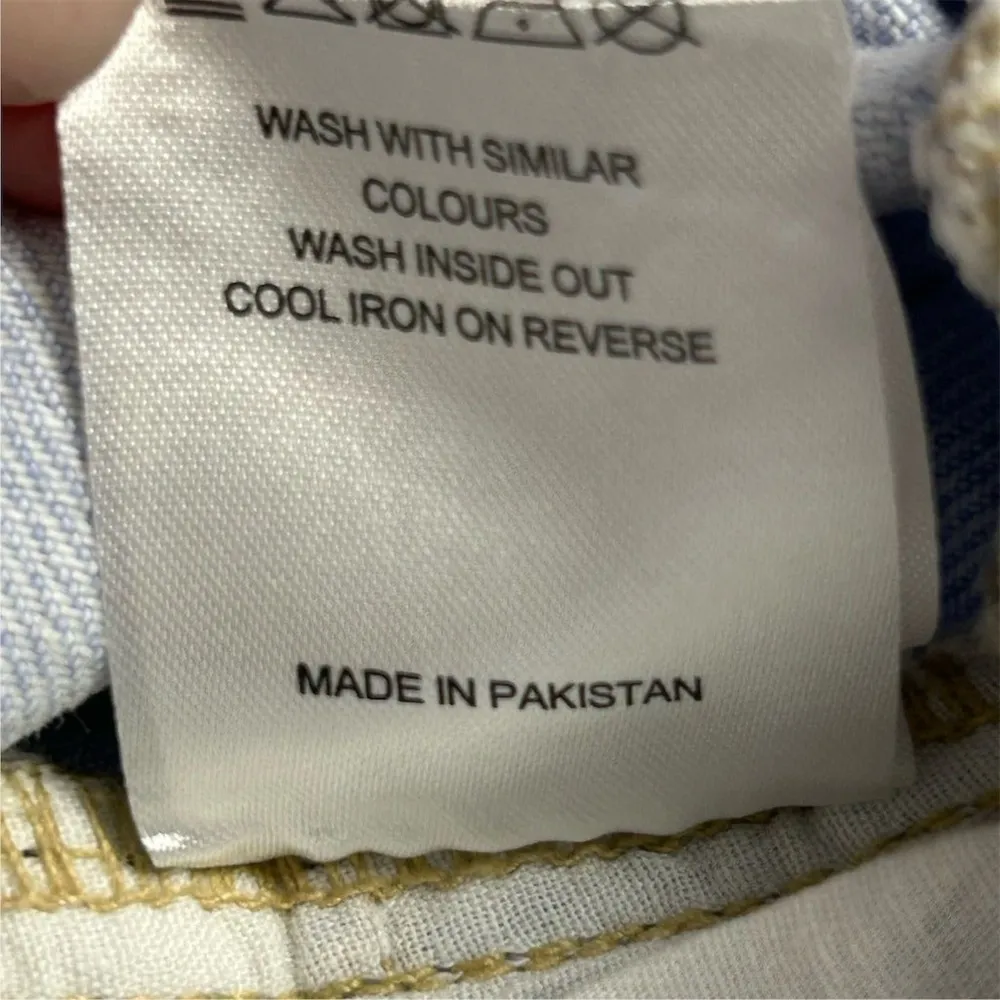 WASH WITH SIMILAR
COLOURS
WASH INSIDE OUT
COOL IRON ON REVERSE
MADE IN PAKISTAN